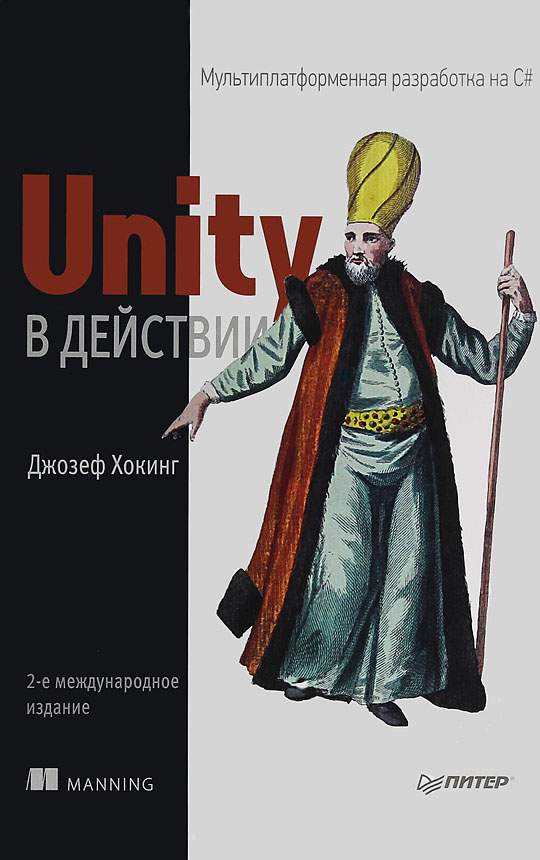 Мультиплатформенная разработка на C#
Unity
В ДЕЙСТВИИ
Джозеф Хокинг
2-е международное
издание
MANNING
ПИТЕР®